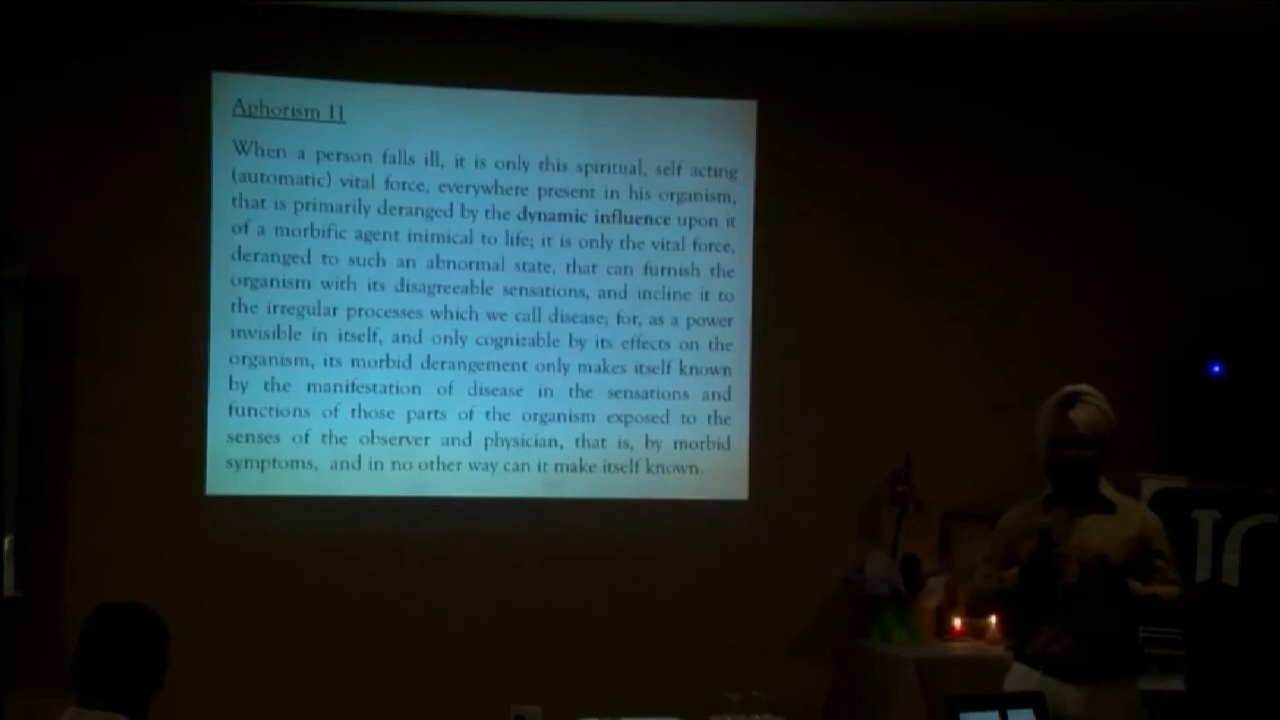 Aphorism 11
When a person falls ill, it is only this spiritual, self acting
(automatic) vital force, everywhere present in his organism,
that is primarily deranged by the dynamic influence upon it
of a morbific agent inimical to life; it is only the vital force,
deranged to such an abnormal state, that can furnish the
organism with its disagreeable sensations, and incline it to
the irregular processes which we call disease; for, as a power
invisible in itself, and only cognizable by its effects on the
organism, its morbid derangement only makes itself known
by the manifestation of disease in the sensations and
functions of those parts of the organism exposed to the
senses of the observer and physician, that is, by morbid
symptoms, and in no other way can it make itself known.